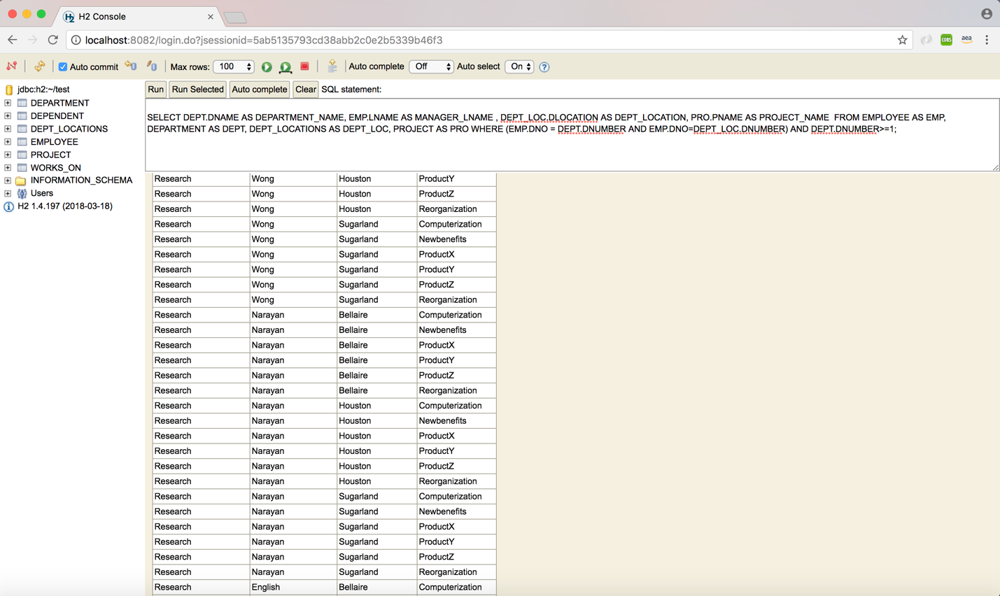 H2 Console
localhost:8082/login.do?jsessionid=5ab5135793cd38abb2c0e2b5339b46f3
CORS
aea
Auto commit Max rows: 100 Auto complete Off Auto select On
jdbc:h2:~/test
DEPARTMENT
DEPENDENT
DEPT_LOCATIONS
EMPLOYEE
PROJECT
WORKS_ON
INFORMATION_SCHEMA
Users
H2 1.4.197 (2018-03-18)
Run Run Selected Auto complete Clear SQL statement:
SELECT DEPT.DNAME AS DEPARTMENT_NAME, EMP.LNAME AS MANAGER_LNAME , DEPT_LOC.DLOCATION AS DEPT_LOCATION, PRO.PNAME AS PROJECT_NAME  FROM EMPLOYEE AS EMP,
DEPARTMENT AS DEPT, DEPT_LOCATIONS AS DEPT_LOC, PROJECT AS PRO WHERE (EMP.DNO = DEPT.DNUMBER AND EMP.DNO=DEPT_LOC.DNUMBER) AND DEPT.DNUMBER>=1;
Research Wong Houston ProductY
Research Wong Houston ProductZ
Research Wong Houston Reorganization
Research Wong Sugarland Computerization
Research Wong Sugarland Newbenefits
Research Wong Sugarland ProductX
Research Wong Sugarland ProductY
Research Wong Sugarland ProductZ
Research Wong Sugarland Reorganization
Research Narayan Bellaire Computerization
Research Narayan Bellaire Newbenefits
Research Narayan Bellaire ProductX
Research Narayan Bellaire ProductY
Research Narayan Bellaire ProductZ
Research Narayan Bellaire Reorganization
Research Narayan Houston Computerization
Research Narayan Houston Newbenefits
Research Narayan Houston ProductX
Research Narayan Houston ProductY
Research Narayan Houston ProductZ
Research Narayan Houston Reorganization
Research Narayan Sugarland Computerization
Research Narayan Sugarland Newbenefits
Research Narayan Sugarland ProductX
Research Narayan Sugarland ProductY
Research Narayan Sugarland ProductZ
Research Narayan Sugarland Reorganization
Research English Bellaire Computerization